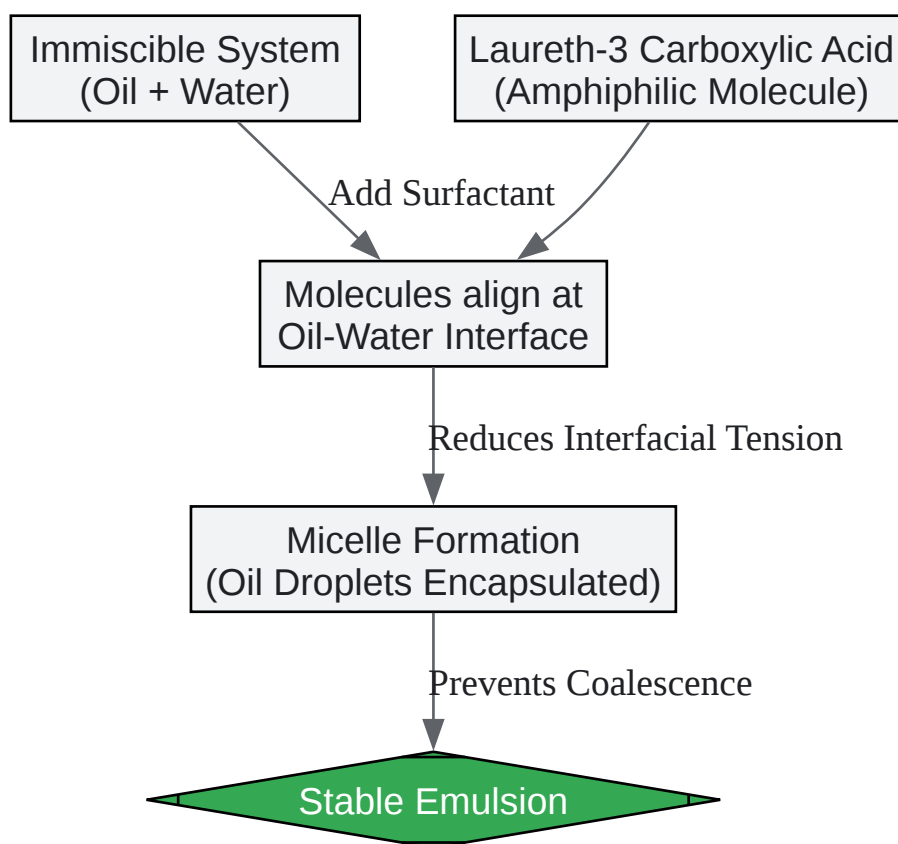 Immiscible System
(Oil + Water)
Laureth-3 Carboxylic Acid
(Amphiphilic Molecule)
Add Surfactant
Molecules align at
Oil-Water Interface
Reduces Interfacial Tension
Micelle Formation
(Oil Droplets Encapsulated)
Prevents Coalescence
Stable Emulsion